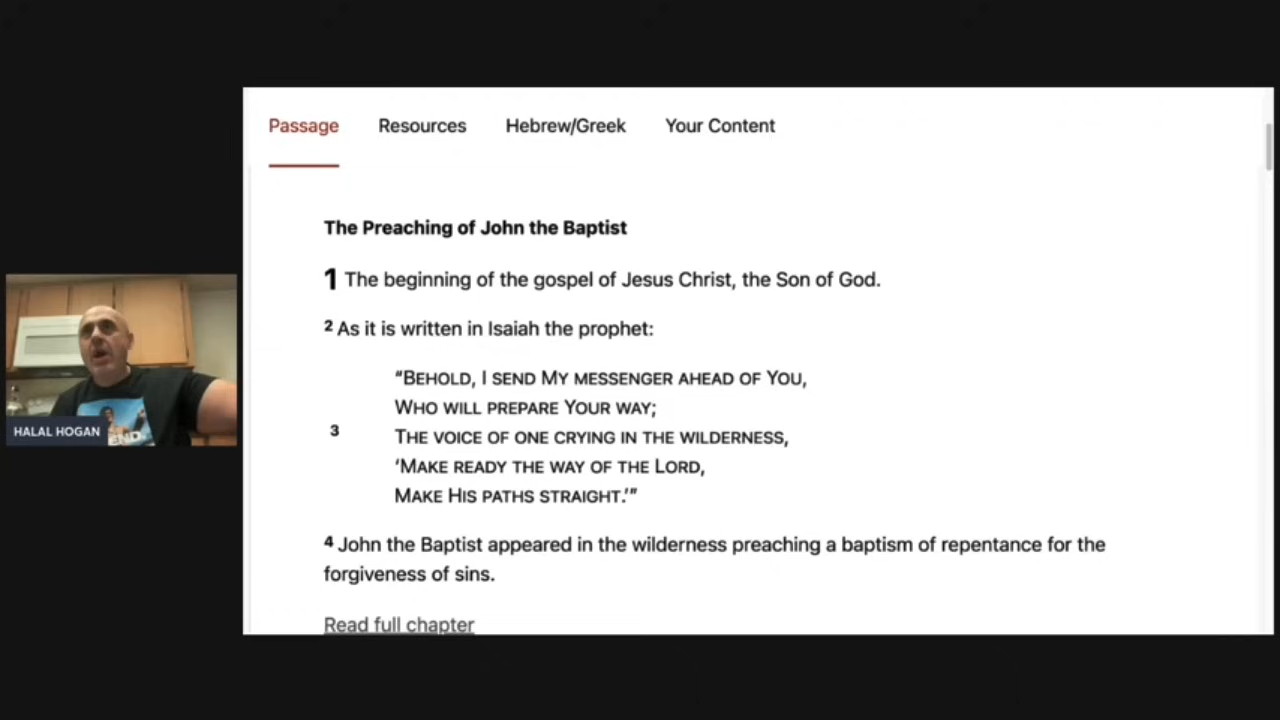 Passage Resources Hebrew/Greek Your Content
The Preaching of John the Baptist
1 The beginning of the gospel of Jesus Christ, the Son of God.
2 As it is written in Isaiah the prophet:
“BEHOLD, I SEND MY MESSENGER AHEAD OF YOU,
WHO WILL PREPARE YOUR WAY;
3 THE VOICE OF ONE CRYING IN THE WILDERNESS,
‘MAKE READY THE WAY OF THE LORD,
MAKE HIS PATHS STRAIGHT.’”
4 John the Baptist appeared in the wilderness preaching a baptism of repentance for the
forgiveness of sins.
Read full chapter
HALAL HOGAN
END.